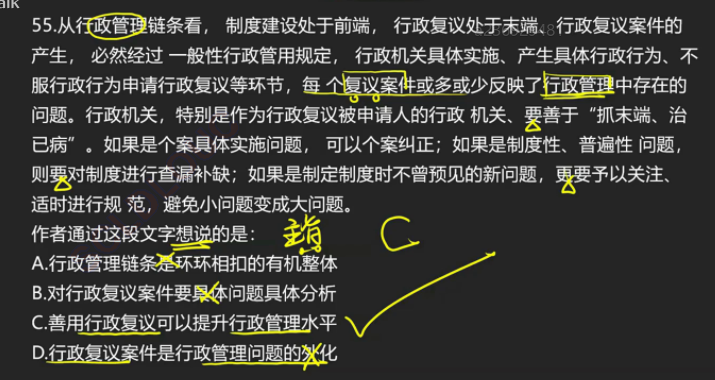 alk
55.从行政管理链条看， 制度建设处于前端， 行政复议处于末端。行政复议案件的
产生， 必然经过 一般性行政管用规定， 行政机关具体实施、产生具体行政行为、不
服行政行为申请行政复议等环节，每 个复议案件或多或少反映了行政管理中存在的
问题。行政机关，特别是作为行政复议被申请人的行政 机关、要善于“抓末端、治
已病”。如果是个案具体实施问题， 可以个案纠正；如果是制度性、普遍性 问题，
则要对制度进行查漏补缺；如果是制定制度时不曾预见的新问题，更要予以关注、
适时进行规 范，避免小问题变成大问题。
作者通过这段文字想说的是： C
A.行政管理链条是环环相扣的有机整体
B.对行政复议案件要具体问题具体分析
C.善用行政复议可以提升行政管理水平
D.行政复议案件是行政管理问题的外化